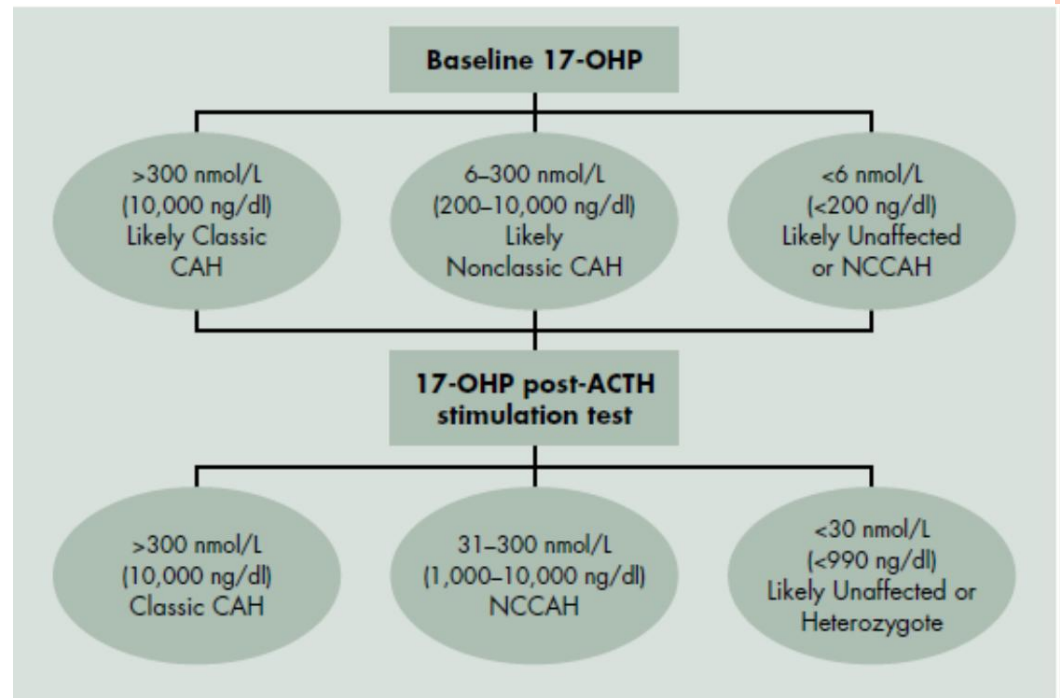 Baseline 17-OHP
>300 nmol/L
(10,000 ng/dl)
Likely Classic
CAH
6–300 nmol/L
(200–10,000 ng/dl)
Likely
Nonclassic CAH
<6 nmol/L
(<200 ng/dl)
Likely Unaffected
or NCCAH
17-OHP post-ACTH
stimulation test
>300 nmol/L
(10,000 ng/dl)
Classic CAH
31–300 nmol/L
(1,000–10,000 ng/dl)
NCCAH
<30 nmol/L
(<990 ng/dl)
Likely Unaffected or
Heterozygote